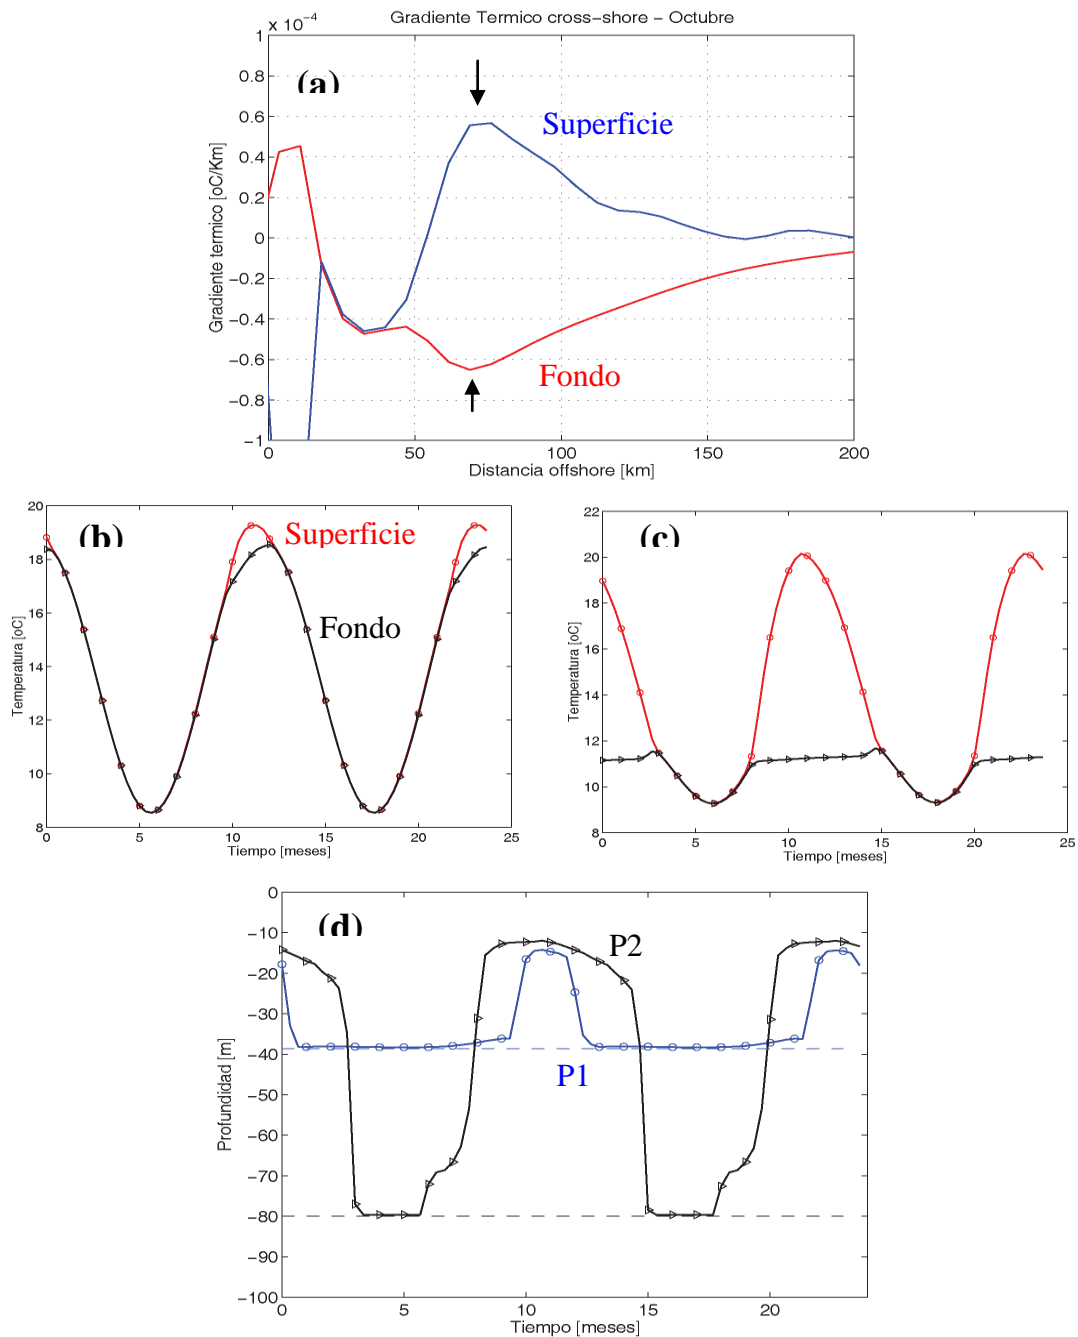 Gradiente Termico cross-shore - Octubre
x 10⁻⁴
(a)
1
0.8
0.6
0.4
0.2
0
-0.2
-0.4
-0.6
-0.8
-1
Gradiente termico [oC/Km]
Superficie
Fondo
0 50 100 150 200
Distancia offshore [km]
(b)
20
18
16
14
12
10
8
Temperatura [oC]
Superficie
Fondo
0 5 10 15 20 25
Tiempo [meses]
(c)
22
20
18
16
14
12
10
8
Temperatura [oC]
0 5 10 15 20 25
Tiempo [meses]
(d)
0
-10
-20
-30
-40
-50
-60
-70
-80
-90
-100
Profundidad [m]
P2
P1
0 5 10 15 20
Tiempo [meses]